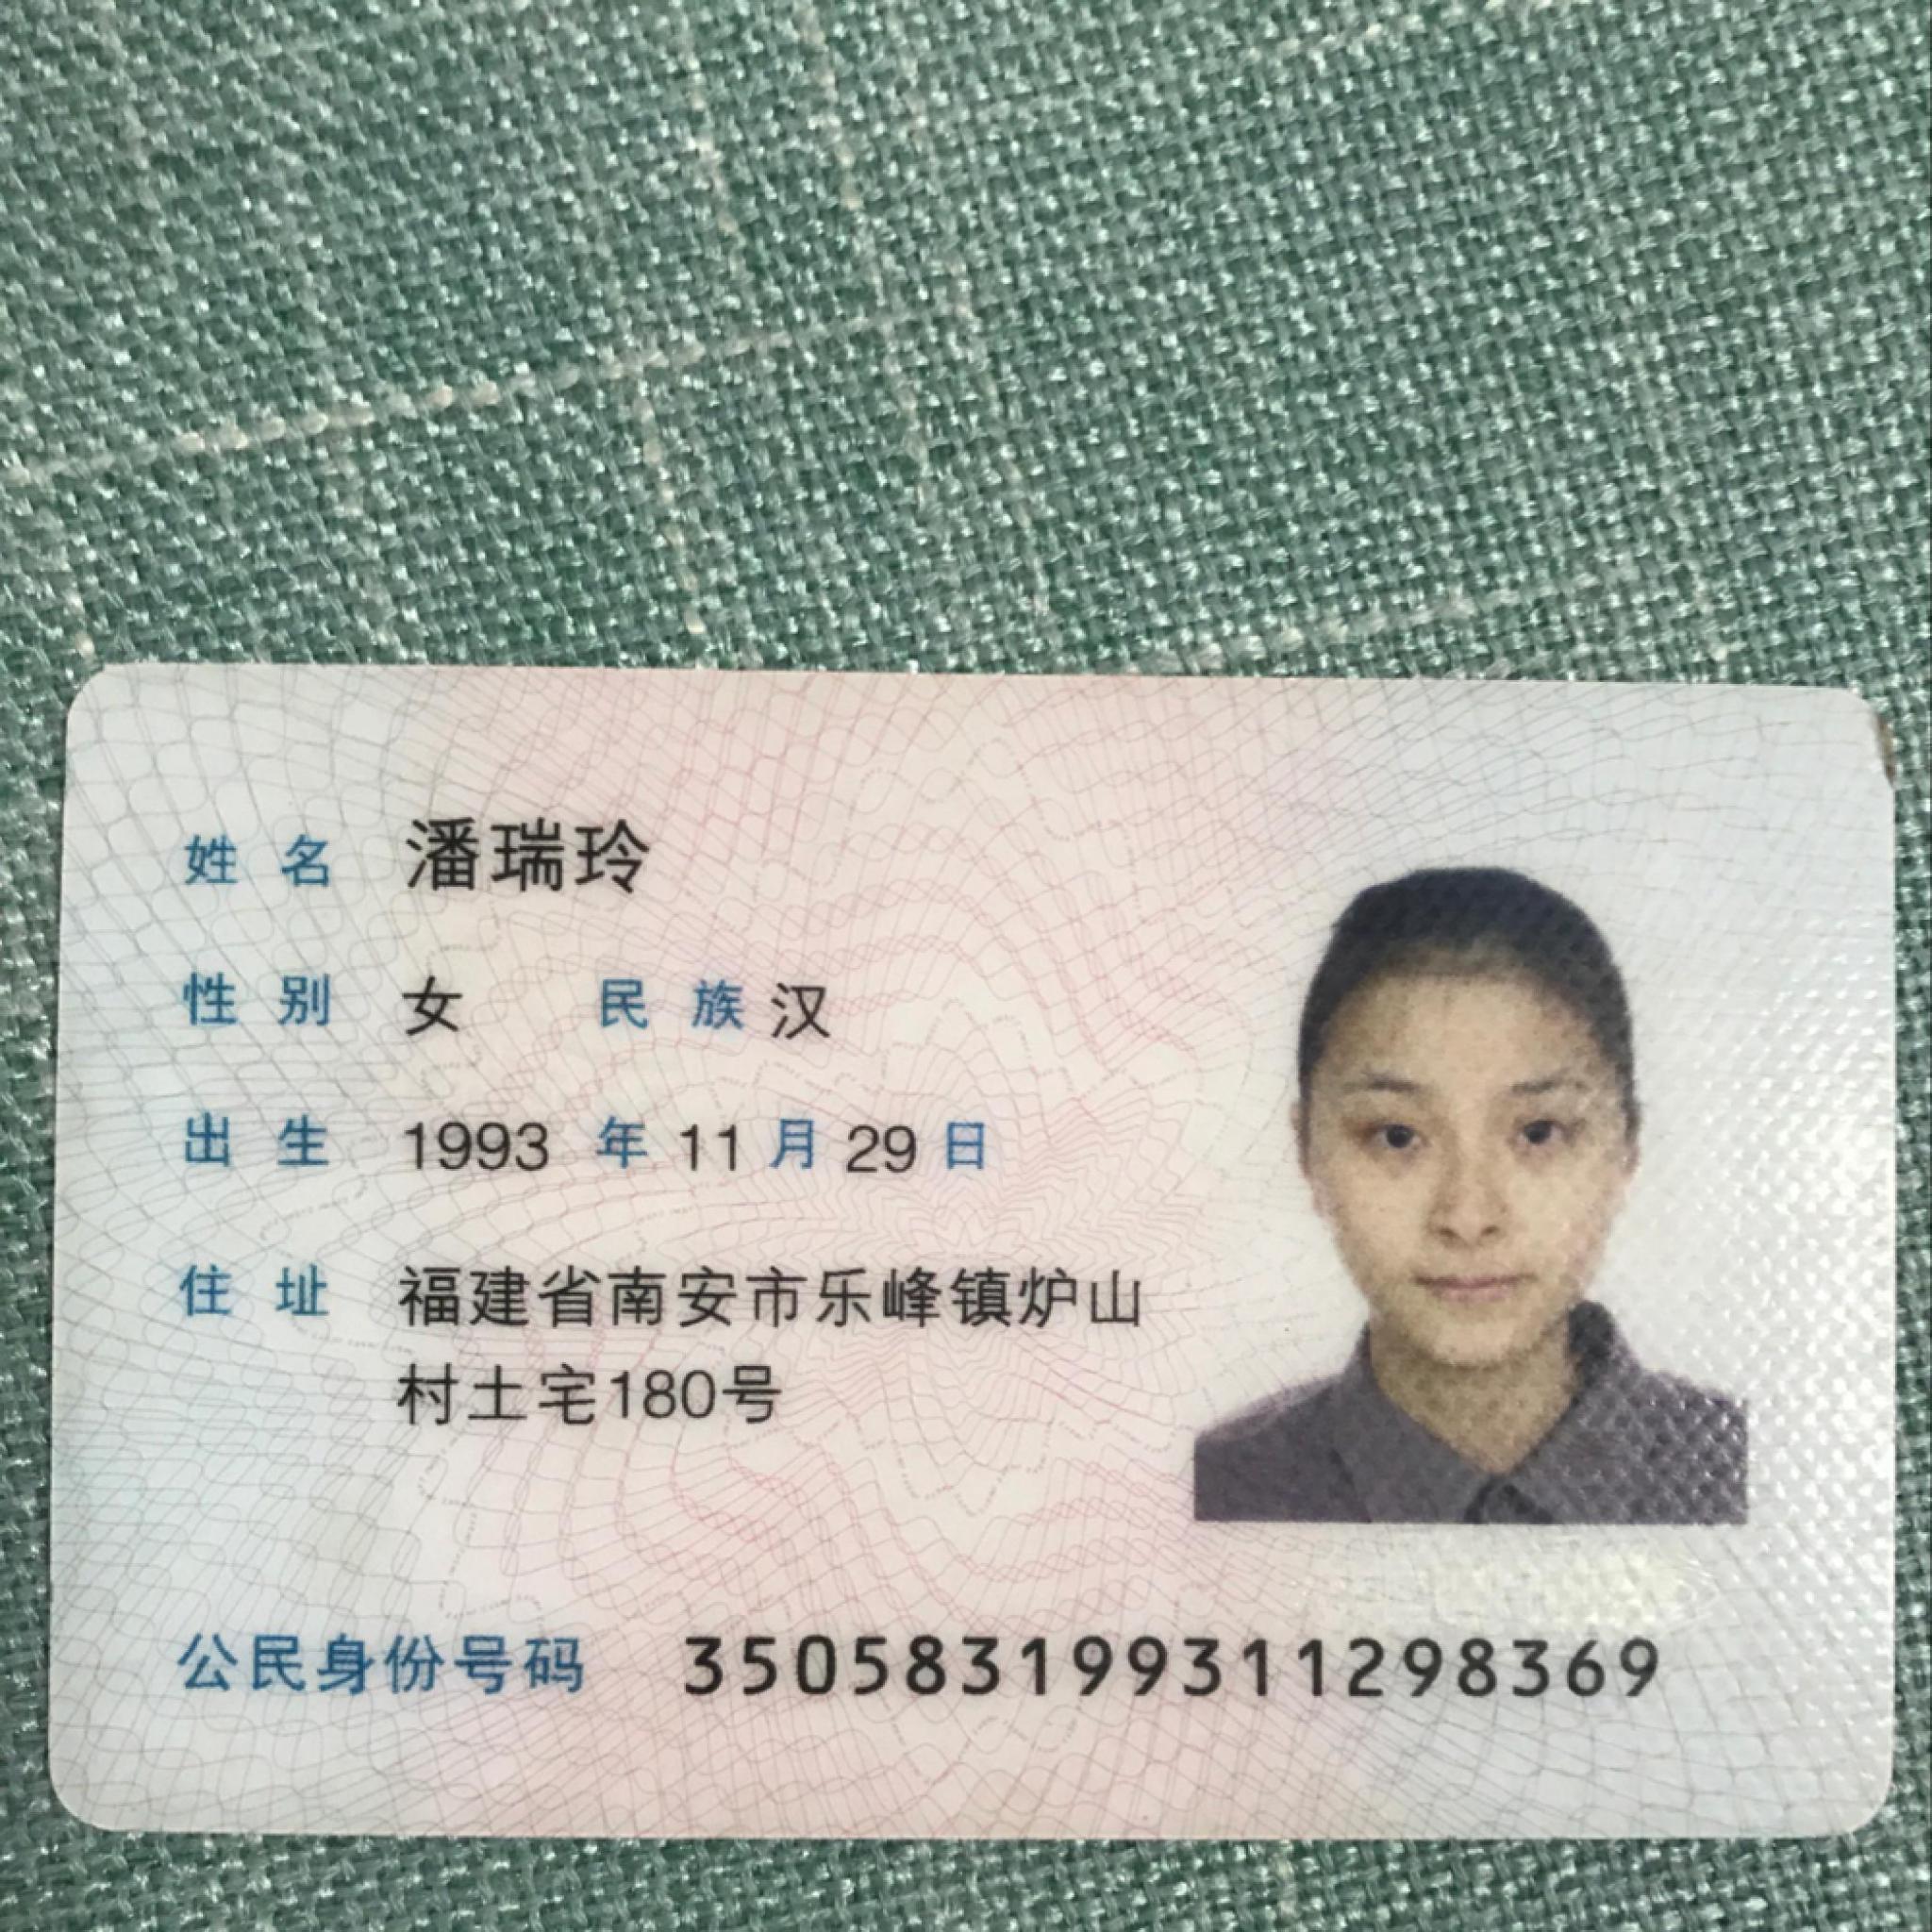 姓名 潘瑞玲
性别 女 民族 汉
出生 1993 年 11 月 29 日
住址 福建省南安市乐峰镇炉山
村土宅180号
公民身份号码 350583199311298369